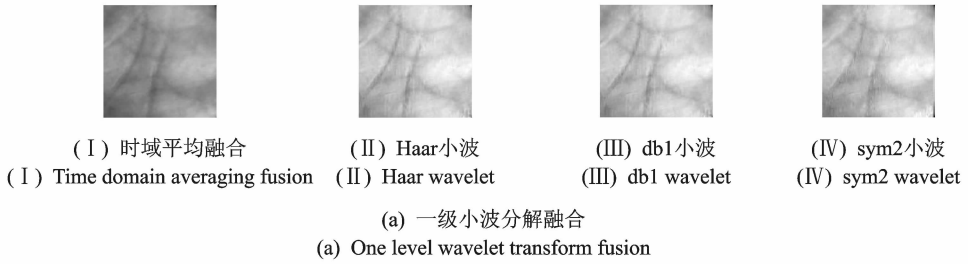 (Ⅰ) 时域平均融合 (Ⅱ) Haar小波 (Ⅲ) db1小波 (Ⅳ) sym2小波
(Ⅰ) Time domain averaging fusion (Ⅱ) Haar wavelet (Ⅲ) db1 wavelet (Ⅳ) sym2 wavelet
(a) 一级小波分解融合
(a) One level wavelet transform fusion